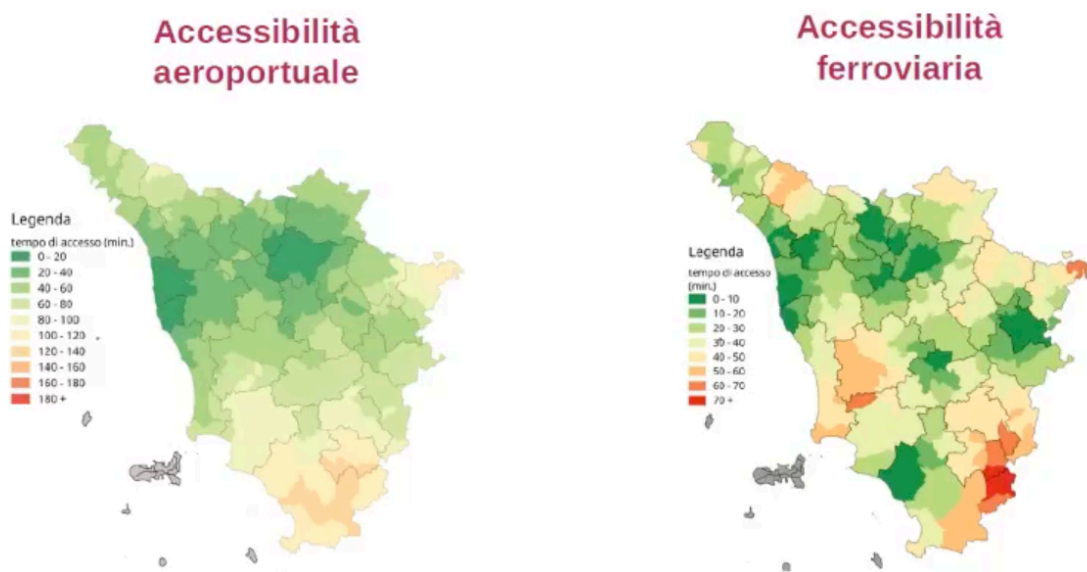 Accessibilità
aeroportuale
Legenda
tempo di accesso (min.)
0 - 20
20 - 40
40 - 60
60 - 80
80 - 100
100 - 120
120 - 140
140 - 160
160 - 180
180 +
Accessibilità
ferroviaria
Legenda
tempo di accesso
(min.)
0 - 10
10 - 20
20 - 30
30 - 40
40 - 50
50 - 60
60 - 70
70 +